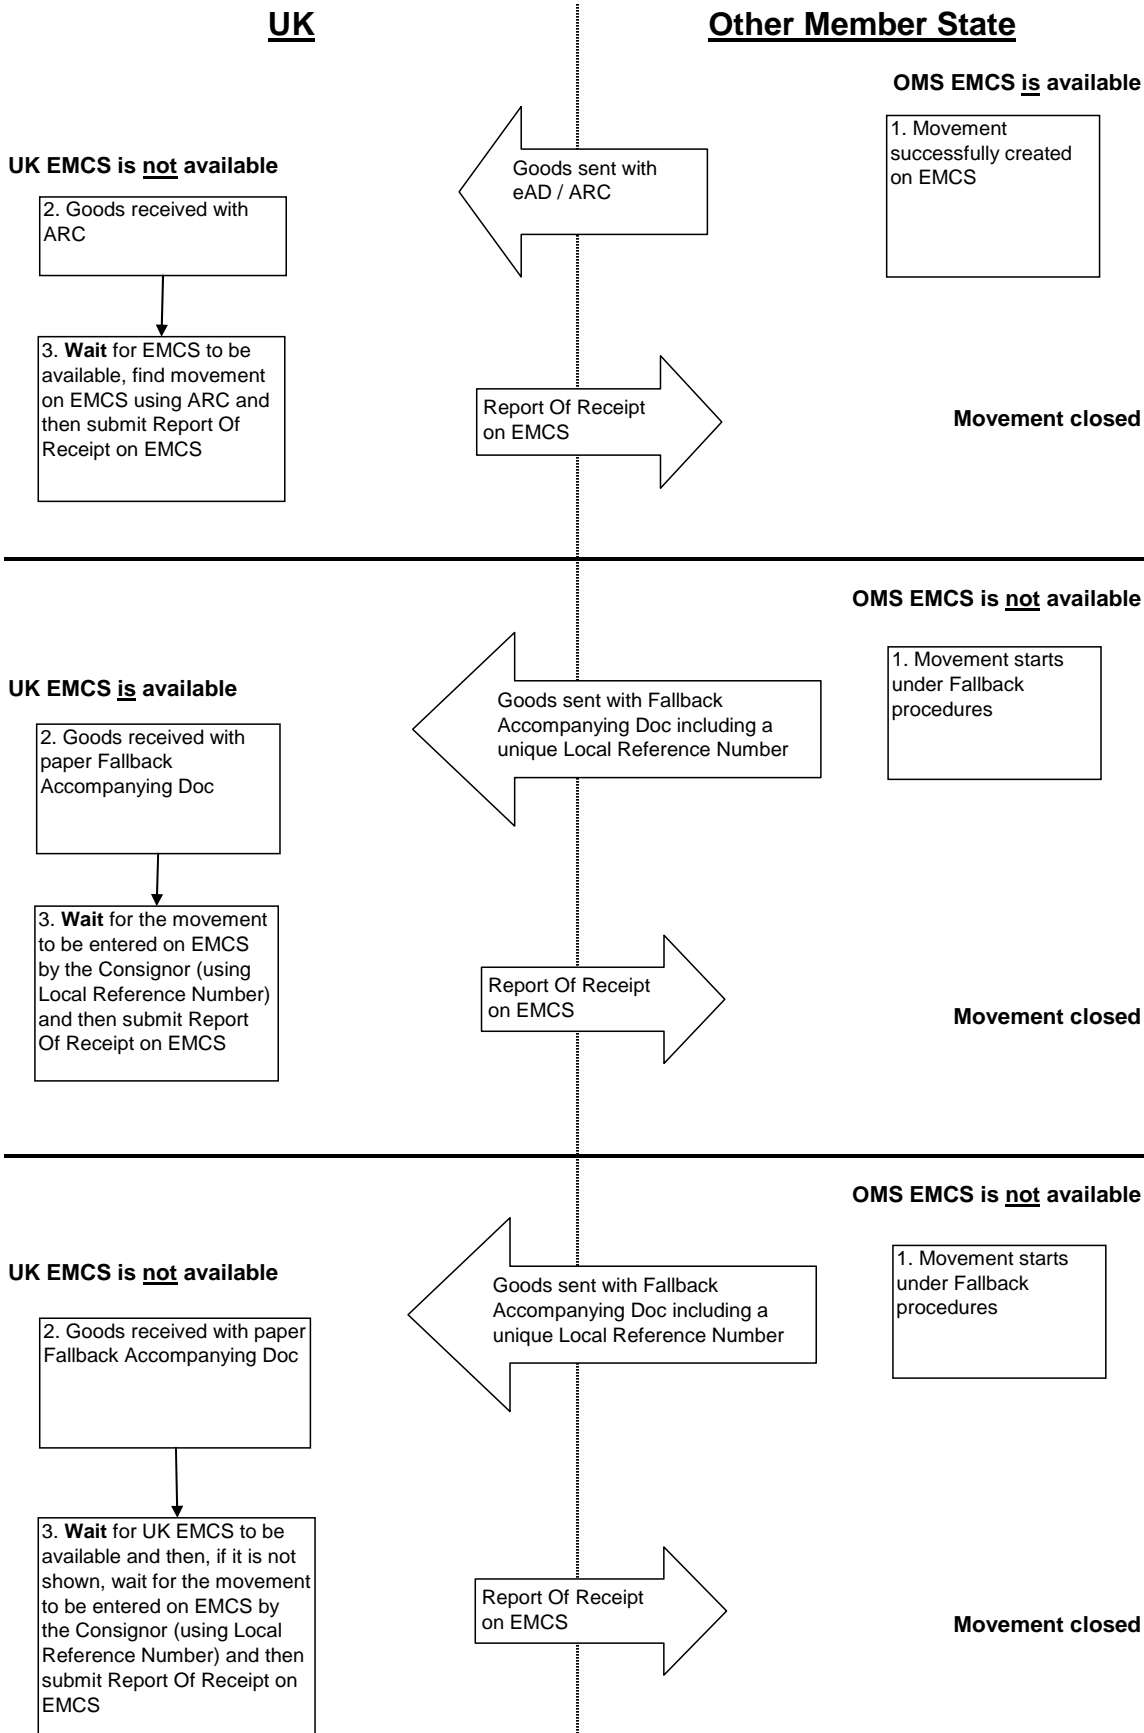 UK
Other Member State
OMS EMCS is available
1. Movement
successfully created
on EMCS
Goods sent with
eAD / ARC
UK EMCS is not available
2. Goods received with
ARC
3. Wait for EMCS to be
available, find movement
on EMCS using ARC and
then submit Report Of
Receipt on EMCS
Report Of Receipt
on EMCS
Movement closed
OMS EMCS is not available
1. Movement starts
under Fallback
procedures
Goods sent with Fallback
Accompanying Doc including a
unique Local Reference Number
UK EMCS is available
2. Goods received with
paper Fallback
Accompanying Doc
3. Wait for the movement
to be entered on EMCS
by the Consignor (using
Local Reference Number)
and then submit Report
Of Receipt on EMCS
Report Of Receipt
on EMCS
Movement closed
OMS EMCS is not available
1. Movement starts
under Fallback
procedures
Goods sent with Fallback
Accompanying Doc including a
unique Local Reference Number
UK EMCS is not available
2. Goods received with paper
Fallback Accompanying Doc
3. Wait for UK EMCS to be
available and then, if it is not
shown, wait for the movement
to be entered on EMCS by
the Consignor (using Local
Reference Number) and then
submit Report Of Receipt on
EMCS
Report Of Receipt
on EMCS
Movement closed